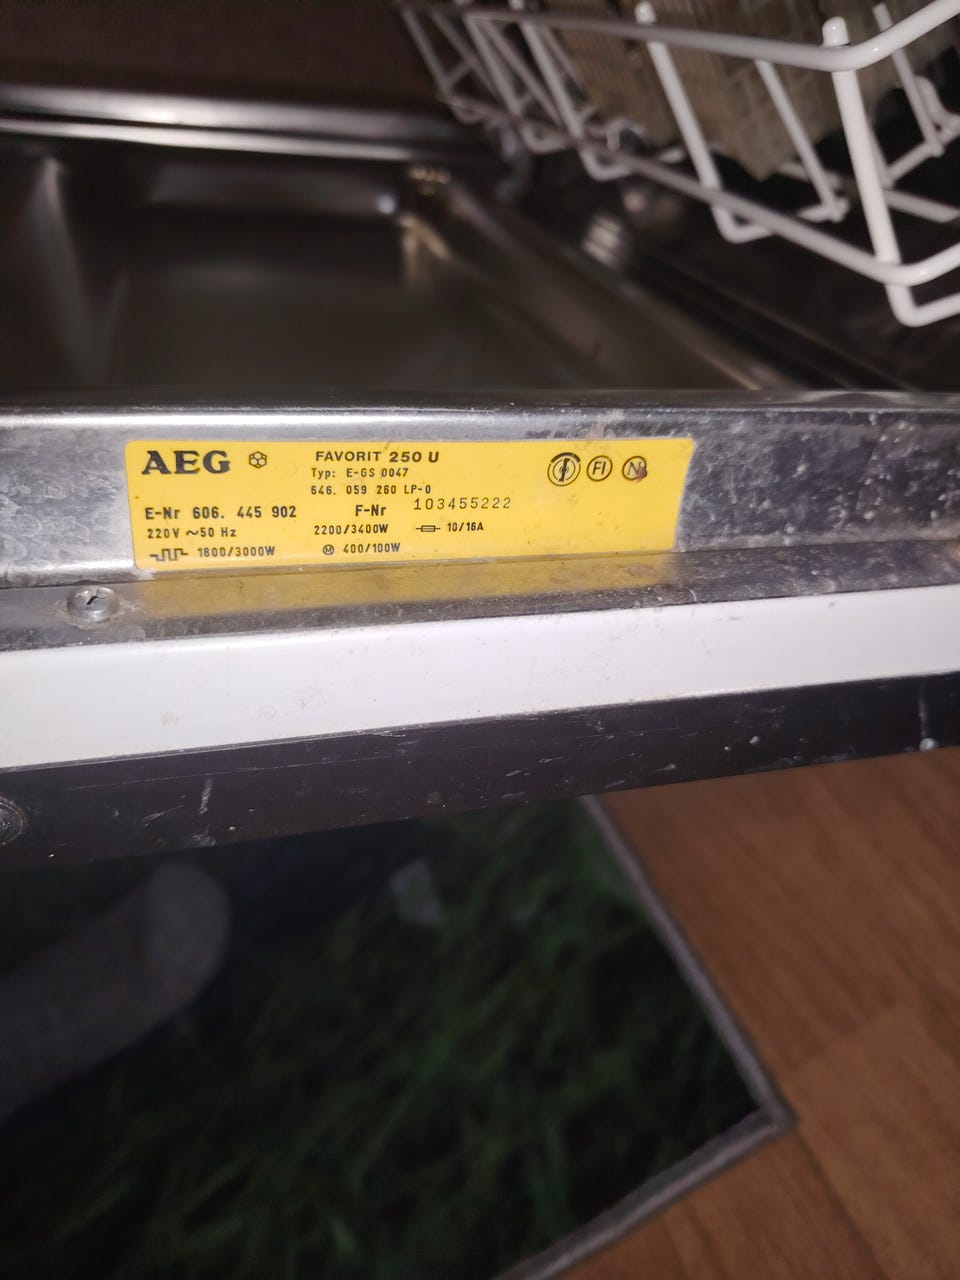 AEG FAVORIT 250 U
Typ: E-GS 0047
646. 059 260 LP-0
E-Nr 606. 445 902 F-Nr 103455222
220V ~50 Hz 2200/3400W 10/16A
1800/3000W M 400/100W
FI N